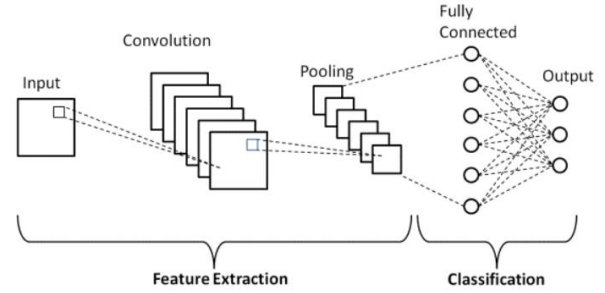 Fully
Connected
Convolution
Pooling
Output
Input
Feature Extraction
Classification